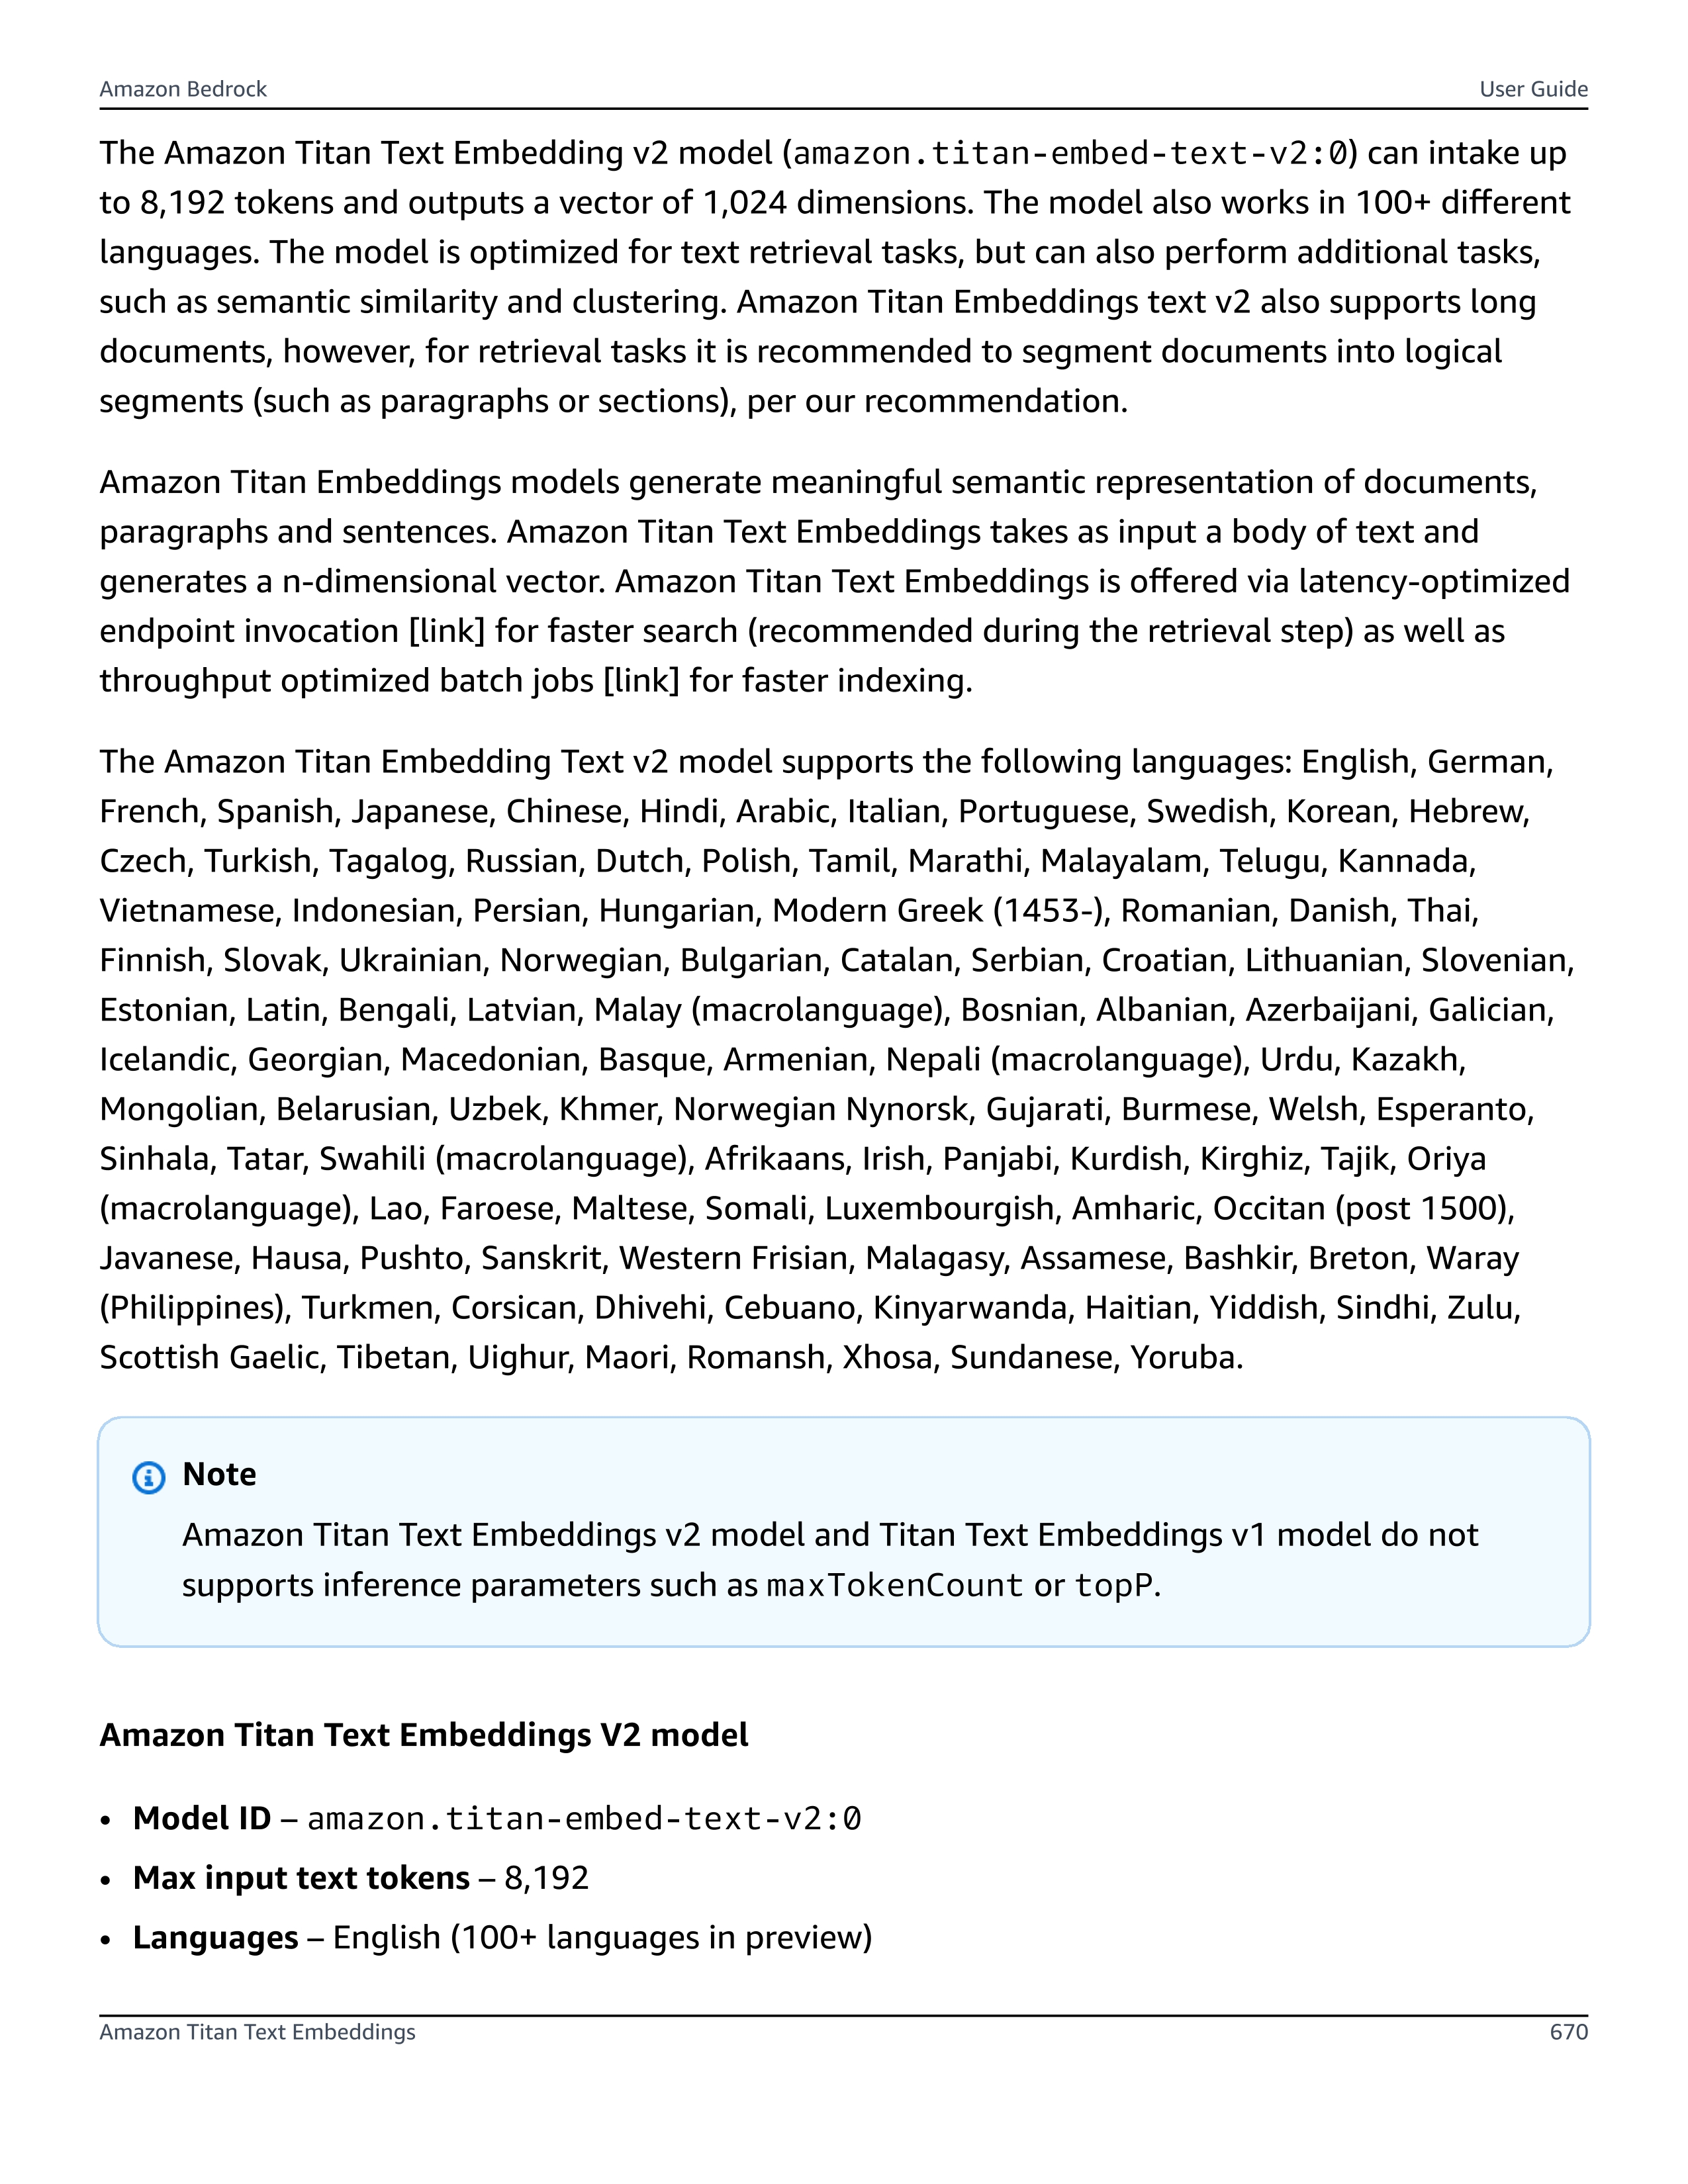 Amazon Bedrock
User Guide
The Amazon Titan Text Embedding v2 model (amazon.titan-embed-text-v2:0) can intake up
to 8,192 tokens and outputs a vector of 1,024 dimensions. The model also works in 100+ different
languages. The model is optimized for text retrieval tasks, but can also perform additional tasks,
such as semantic similarity and clustering. Amazon Titan Embeddings text v2 also supports long
documents, however, for retrieval tasks it is recommended to segment documents into logical
segments (such as paragraphs or sections), per our recommendation.
Amazon Titan Embeddings models generate meaningful semantic representation of documents,
paragraphs and sentences. Amazon Titan Text Embeddings takes as input a body of text and
generates a n-dimensional vector. Amazon Titan Text Embeddings is offered via latency-optimized
endpoint invocation [link] for faster search (recommended during the retrieval step) as well as
throughput optimized batch jobs [link] for faster indexing.
The Amazon Titan Embedding Text v2 model supports the following languages: English, German,
French, Spanish, Japanese, Chinese, Hindi, Arabic, Italian, Portuguese, Swedish, Korean, Hebrew,
Czech, Turkish, Tagalog, Russian, Dutch, Polish, Tamil, Marathi, Malayalam, Telugu, Kannada,
Vietnamese, Indonesian, Persian, Hungarian, Modern Greek (1453-), Romanian, Danish, Thai,
Finnish, Slovak, Ukrainian, Norwegian, Bulgarian, Catalan, Serbian, Croatian, Lithuanian, Slovenian,
Estonian, Latin, Bengali, Latvian, Malay (macrolanguage), Bosnian, Albanian, Azerbaijani, Galician,
Icelandic, Georgian, Macedonian, Basque, Armenian, Nepali (macrolanguage), Urdu, Kazakh,
Mongolian, Belarusian, Uzbek, Khmer, Norwegian Nynorsk, Gujarati, Burmese, Welsh, Esperanto,
Sinhala, Tatar, Swahili (macrolanguage), Afrikaans, Irish, Panjabi, Kurdish, Kirghiz, Tajik, Oriya
(macrolanguage), Lao, Faroese, Maltese, Somali, Luxembourgish, Amharic, Occitan (post 1500),
Javanese, Hausa, Pushto, Sanskrit, Western Frisian, Malagasy, Assamese, Bashkir, Breton, Waray
(Philippines), Turkmen, Corsican, Dhivehi, Cebuano, Kinyarwanda, Haitian, Yiddish, Sindhi, Zulu,
Scottish Gaelic, Tibetan, Uighur, Maori, Romansh, Xhosa, Sundanese, Yoruba.
Note
Amazon Titan Text Embeddings v2 model and Titan Text Embeddings v1 model do not
supports inference parameters such as maxTokenCount or topP.
Amazon Titan Text Embeddings V2 model
• Model ID – amazon.titan-embed-text-v2:0
• Max input text tokens – 8,192
• Languages – English (100+ languages in preview)
Amazon Titan Text Embeddings
670